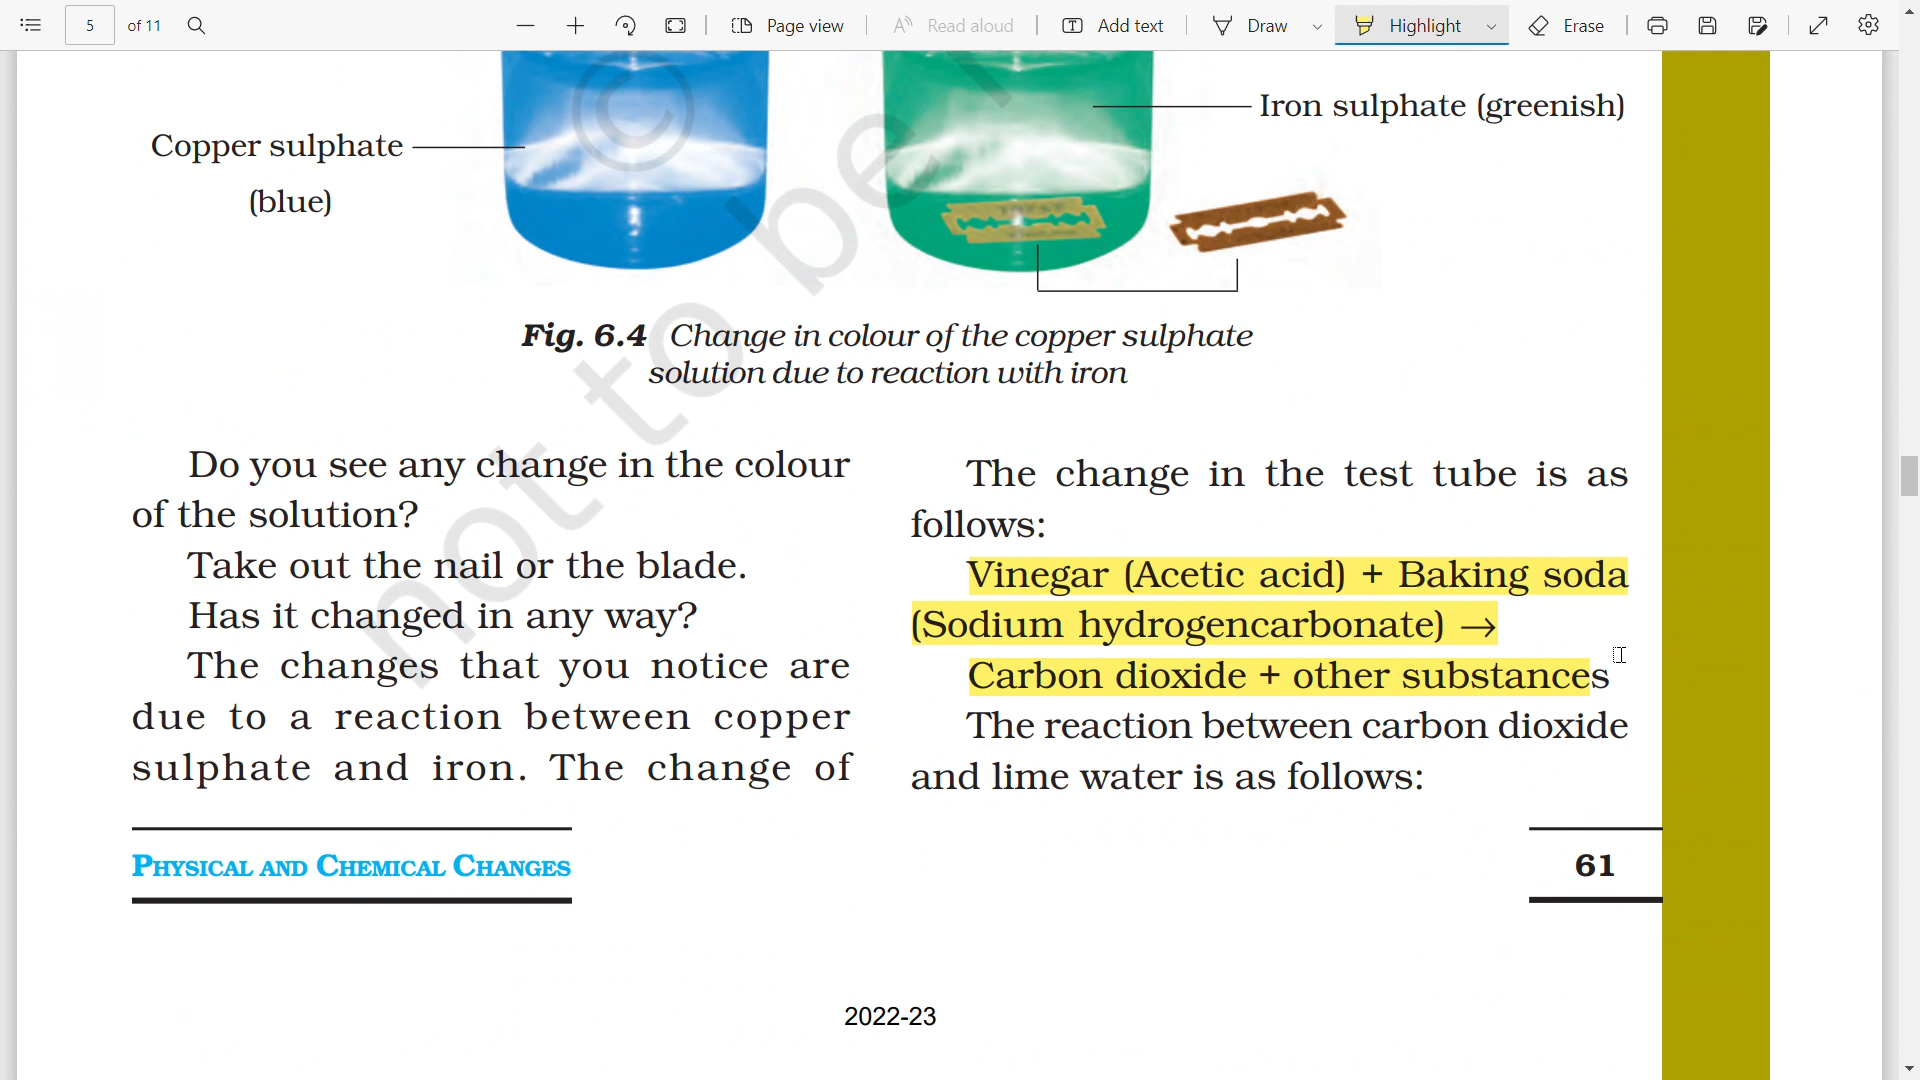 5 of 11 Page view Read aloud Add text Draw Highlight Erase
Iron sulphate (greenish)
Copper sulphate
(blue)
©
not to be r
Fig. 6.4 Change in colour of the copper sulphate
solution due to reaction with iron
Do you see any change in the colour
of the solution?
Take out the nail or the blade.
Has it changed in any way?
The changes that you notice are
due to a reaction between copper
sulphate and iron. The change of
The change in the test tube is as
follows:
Vinegar (Acetic acid) + Baking soda
(Sodium hydrogencarbonate) →
Carbon dioxide + other substances
The reaction between carbon dioxide
and lime water is as follows:
PHYSICAL AND CHEMICAL CHANGES
61
2022-23